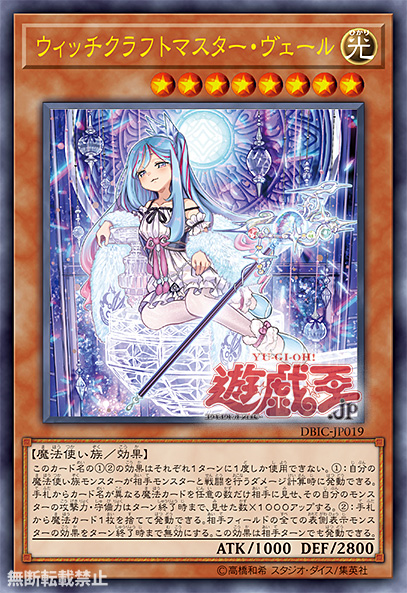 ウィッチクラフトマスター・ヴェール
光
YU-GI-OH!
遊戯王
.JP
DBIC-JP019
【魔法使い族/効果】
このカード名の①②の効果はそれぞれ1ターンに1度しか使用できない。①:自分の
魔法使い族モンスターが相手モンスターと戦闘を行うダメージ計算時に発動できる。
手札からカード名が異なる魔法カードを任意の数だけ相手に見せ、その自分のモンス
ターの攻撃力・守備力はターン終了時まで、見せた数×1000アップする。②:手札
から魔法カード1枚を捨てて発動できる。相手フィールドの全ての表側表示モンス
ターの効果をターン終了時まで無効にする。この効果は相手ターンでも発動できる。
ATK/1000 DEF/2800
無断転載禁止
©高橋和希 スタジオ・ダイス/集英社